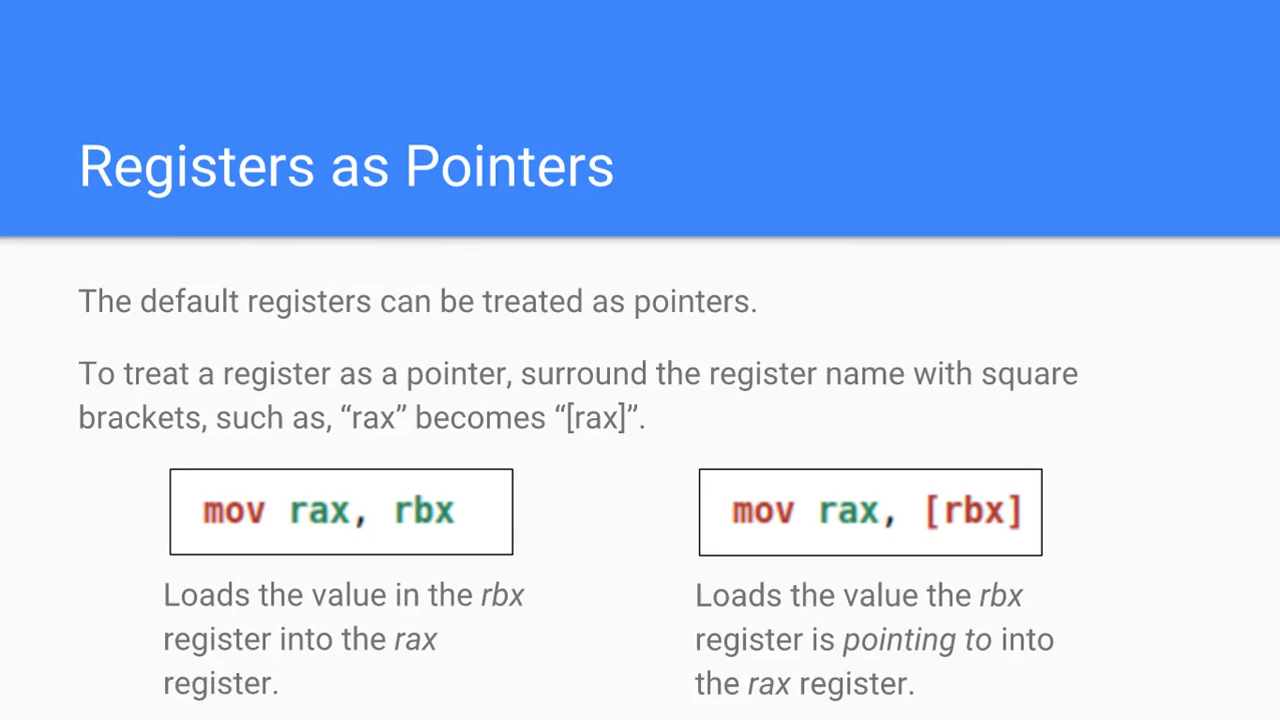 Registers as Pointers
The default registers can be treated as pointers.
To treat a register as a pointer, surround the register name with square
brackets, such as, “rax” becomes “[rax]”.
mov rax, rbx
Loads the value in the rbx
register into the rax
register.
mov rax, [rbx]
Loads the value the rbx
register is pointing to into
the rax register.